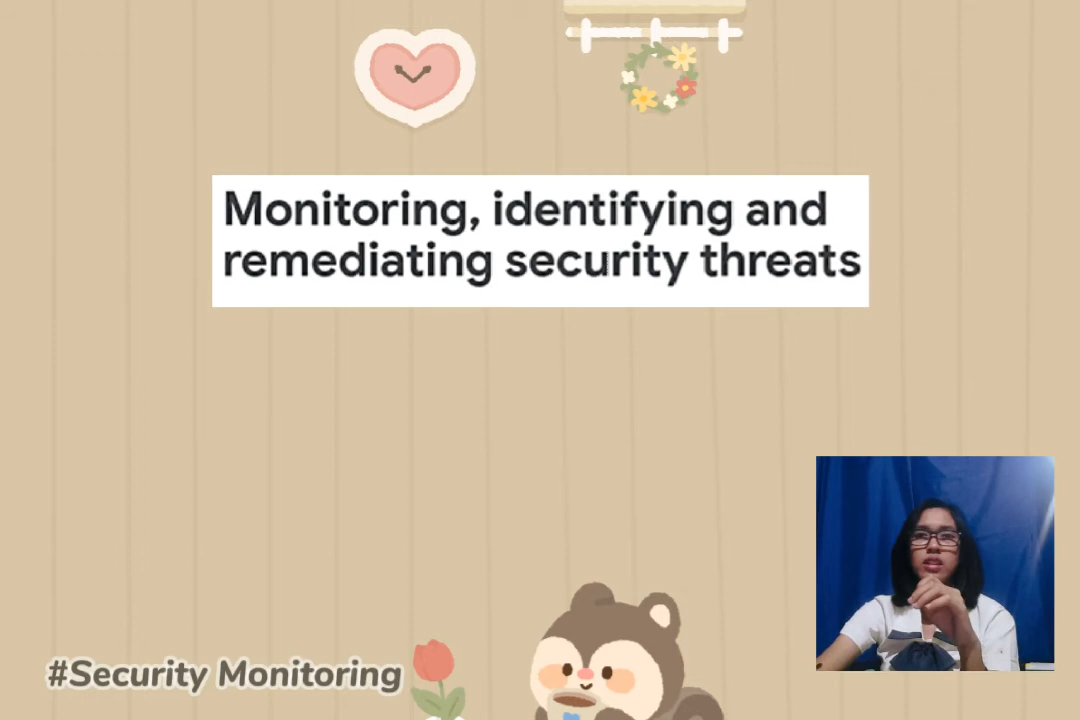 Monitoring, identifying and
remediating security threats
#Security Monitoring